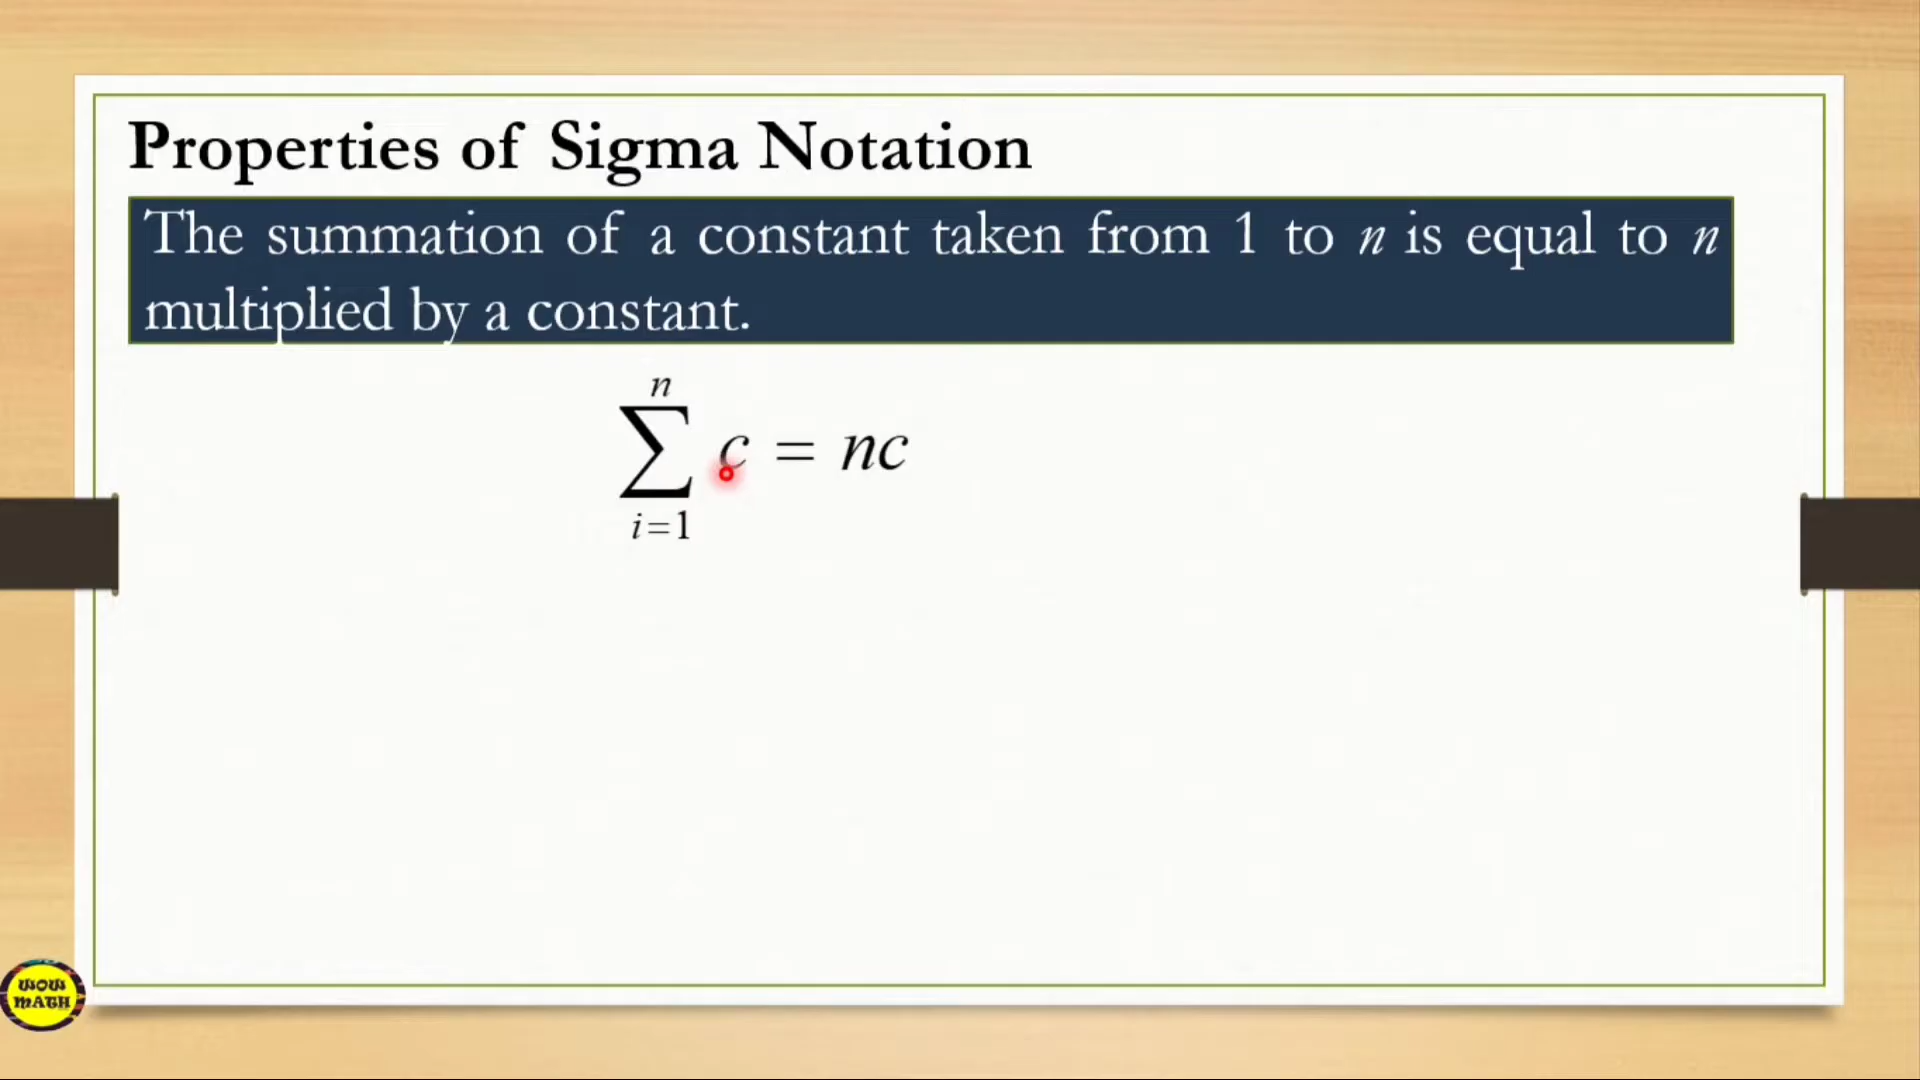 Properties of Sigma Notation
The summation of a constant taken from 1 to n is equal to n
multiplied by a constant.
n
∑ c = nc
i=1
WOW
MATH